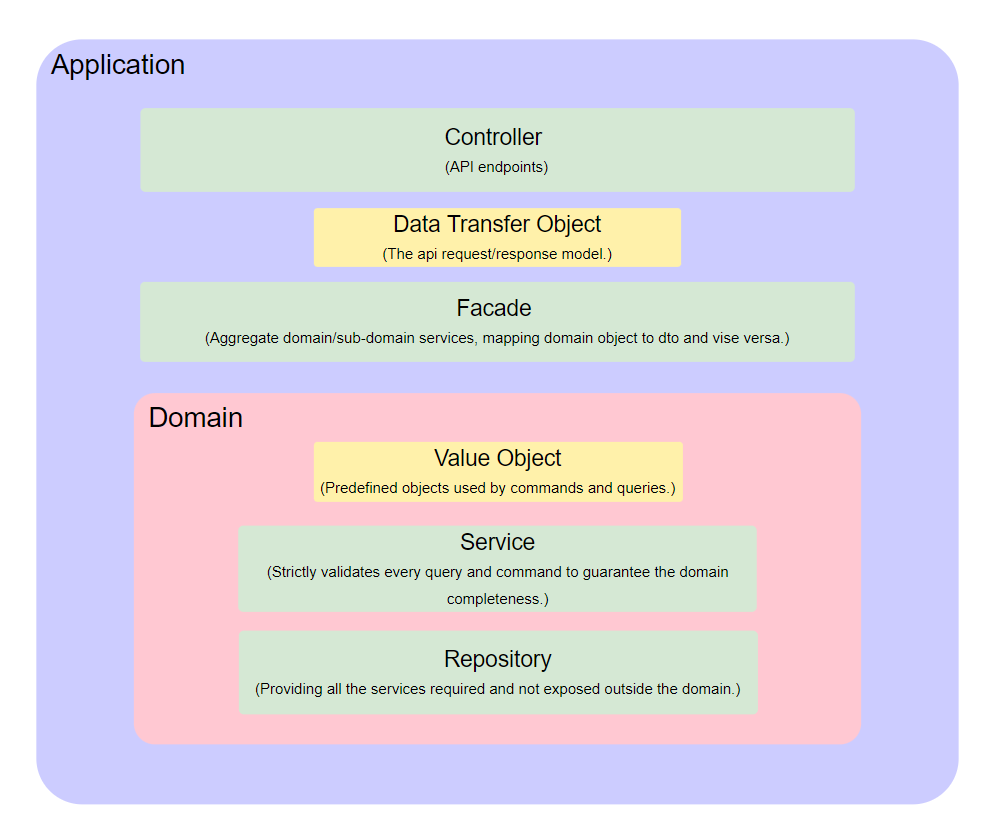 Application
Controller
(API endpoints)
Data Transfer Object
(The api request/response model.)
Facade
(Aggregate domain/sub-domain services, mapping domain object to dto and vise versa.)
Domain
Value Object
(Predefined objects used by commands and queries.)
Service
(Strictly validates every query and command to guarantee the domain
completeness.)
Repository
(Providing all the services required and not exposed outside the domain.)